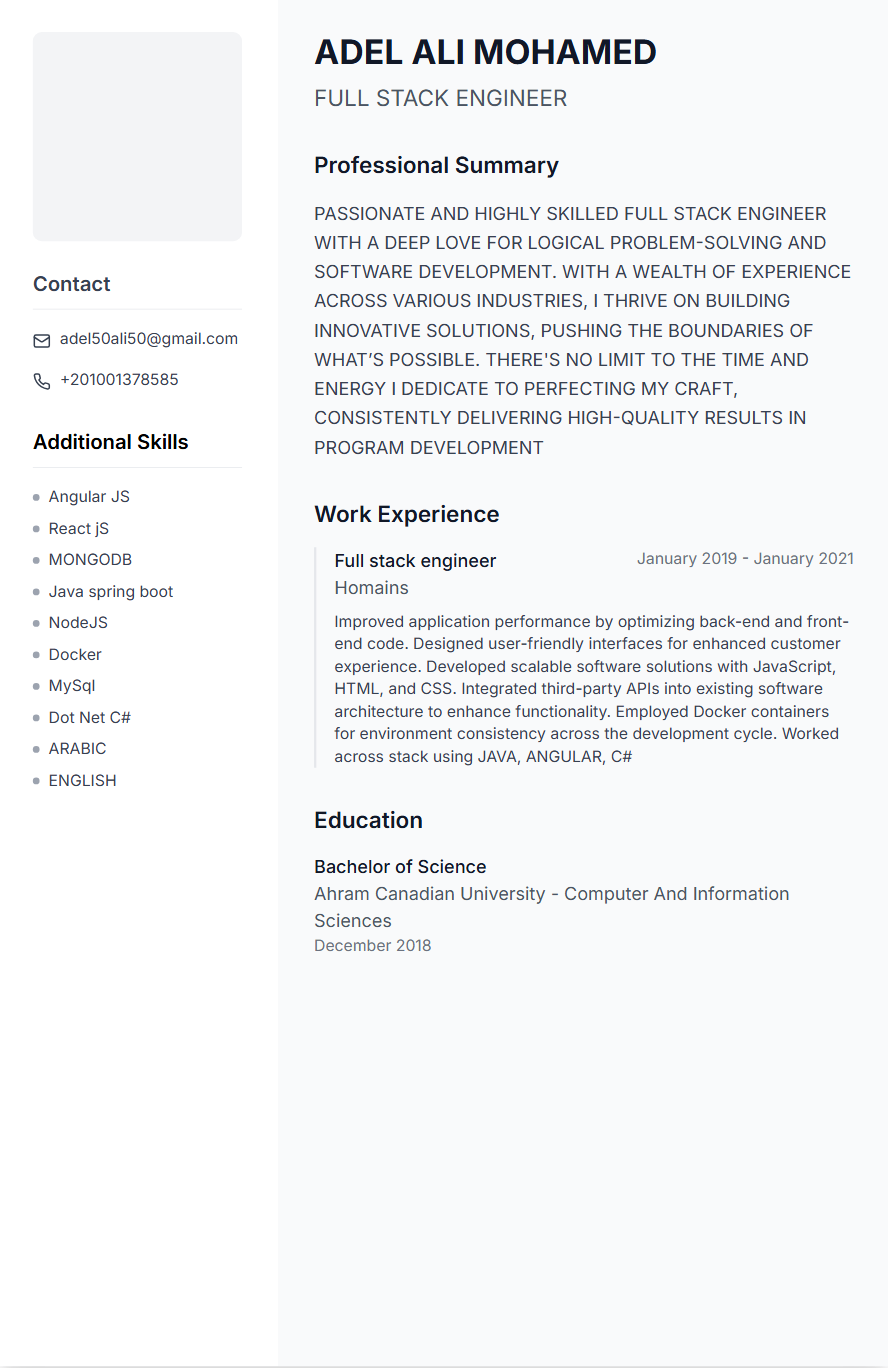 Contact
adel50ali50@gmail.com
+201001378585
Additional Skills
Angular JS
React jS
MONGODB
Java spring boot
NodeJS
Docker
MySql
Dot Net C#
ARABIC
ENGLISH
ADEL ALI MOHAMED
FULL STACK ENGINEER
Professional Summary
PASSIONATE AND HIGHLY SKILLED FULL STACK ENGINEER
WITH A DEEP LOVE FOR LOGICAL PROBLEM-SOLVING AND
SOFTWARE DEVELOPMENT. WITH A WEALTH OF EXPERIENCE
ACROSS VARIOUS INDUSTRIES, I THRIVE ON BUILDING
INNOVATIVE SOLUTIONS, PUSHING THE BOUNDARIES OF
WHAT’S POSSIBLE. THERE'S NO LIMIT TO THE TIME AND
ENERGY I DEDICATE TO PERFECTING MY CRAFT,
CONSISTENTLY DELIVERING HIGH-QUALITY RESULTS IN
PROGRAM DEVELOPMENT
Work Experience
Full stack engineer January 2019 - January 2021
Homains
Improved application performance by optimizing back-end and front-
end code. Designed user-friendly interfaces for enhanced customer
experience. Developed scalable software solutions with JavaScript,
HTML, and CSS. Integrated third-party APIs into existing software
architecture to enhance functionality. Employed Docker containers
for environment consistency across the development cycle. Worked
across stack using JAVA, ANGULAR, C#
Education
Bachelor of Science
Ahram Canadian University - Computer And Information
Sciences
December 2018